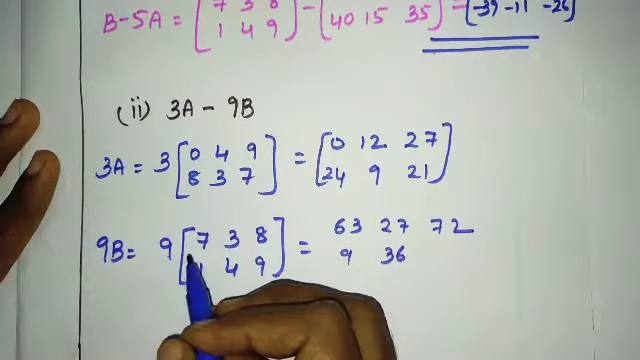 7 3 8
B-5A = [1 4 9] - [40 15 35] = [-39 -11 -26]
(ii) 3A - 9B
3A = 3 [0 4 9 = [0 12 27
8 3 7] 24 9 21]
9B = 9 [7 3 8 = 63 27 72
4 9] 9 36